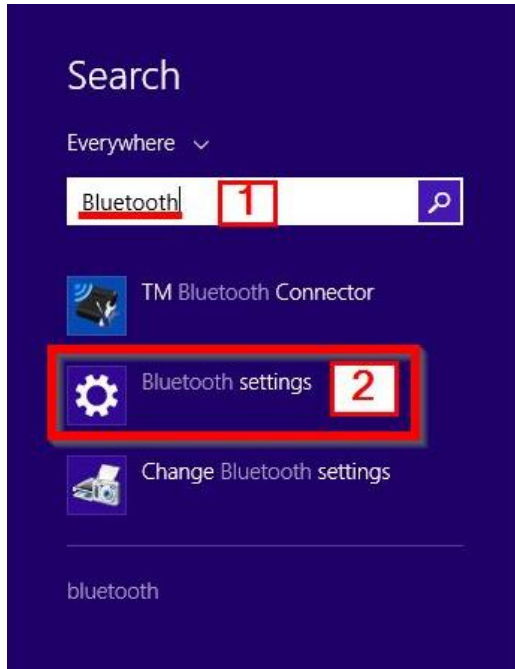 Search
Everywhere
Bluetooth 1
TM Bluetooth Connector
Bluetooth settings 2
Change Bluetooth settings
bluetooth